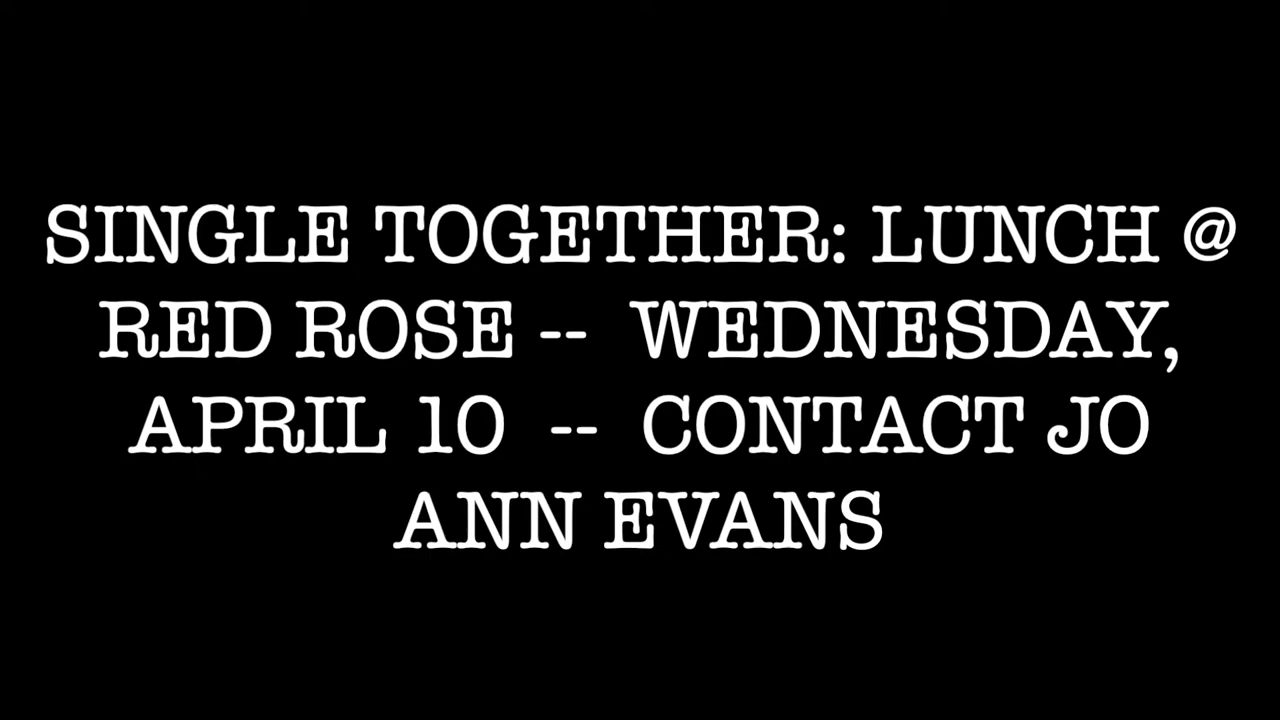 SINGLE TOGETHER: LUNCH @
RED ROSE --  WEDNESDAY,
APRIL 10  --  CONTACT JO
ANN EVANS